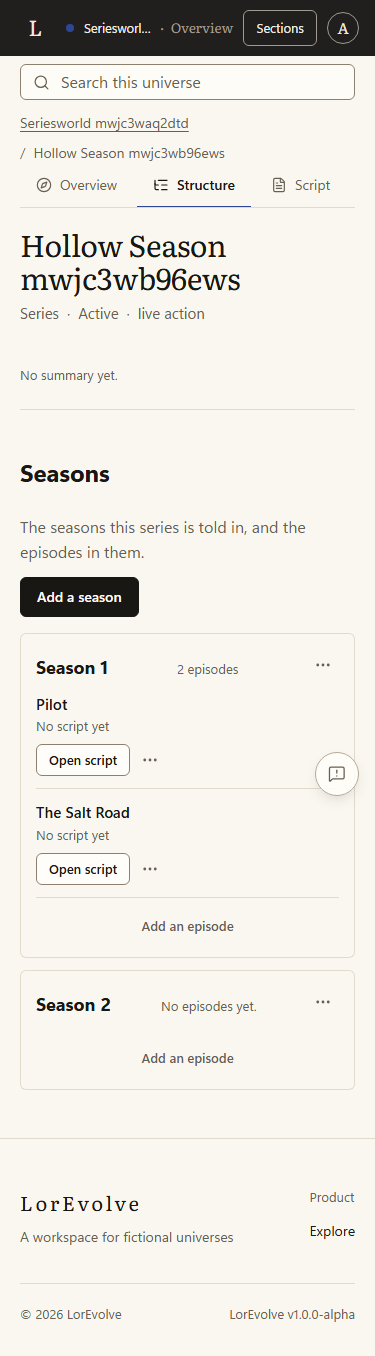 L
Seriesworl... · Overview
Sections
A
Search this universe
Seriesworld mwjc3waq2dtd
/ Hollow Season mwjc3wb96ews
Overview
Structure
Script
Hollow Season
mwjc3wb96ews
Series · Active · live action
No summary yet.
Seasons
The seasons this series is told in, and the
episodes in them.
Add a season
Season 1
2 episodes
Pilot
No script yet
Open script
The Salt Road
No script yet
Open script
Add an episode
Season 2
No episodes yet.
Add an episode
LorEvolve
A workspace for fictional universes
Product
Explore
© 2026 LorEvolve
LorEvolve v1.0.0-alpha